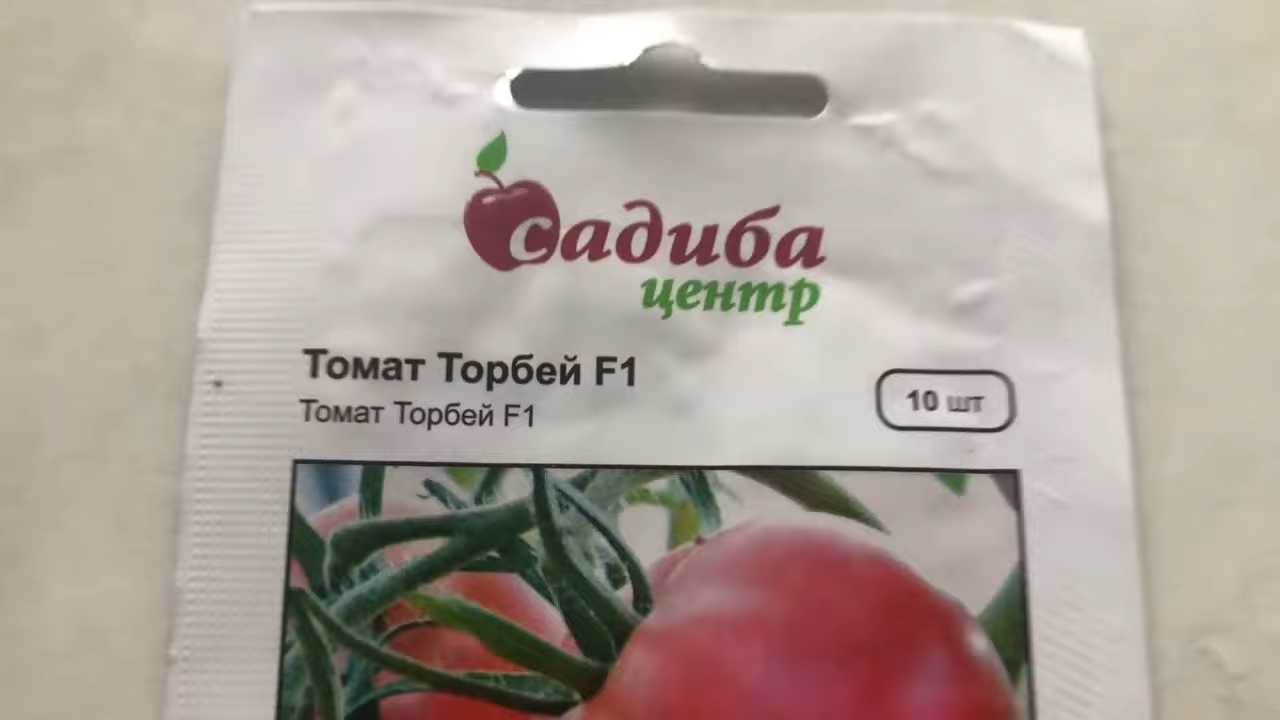 садиба
центр
Томат Торбей F1
Томат Торбей F1
10 шт